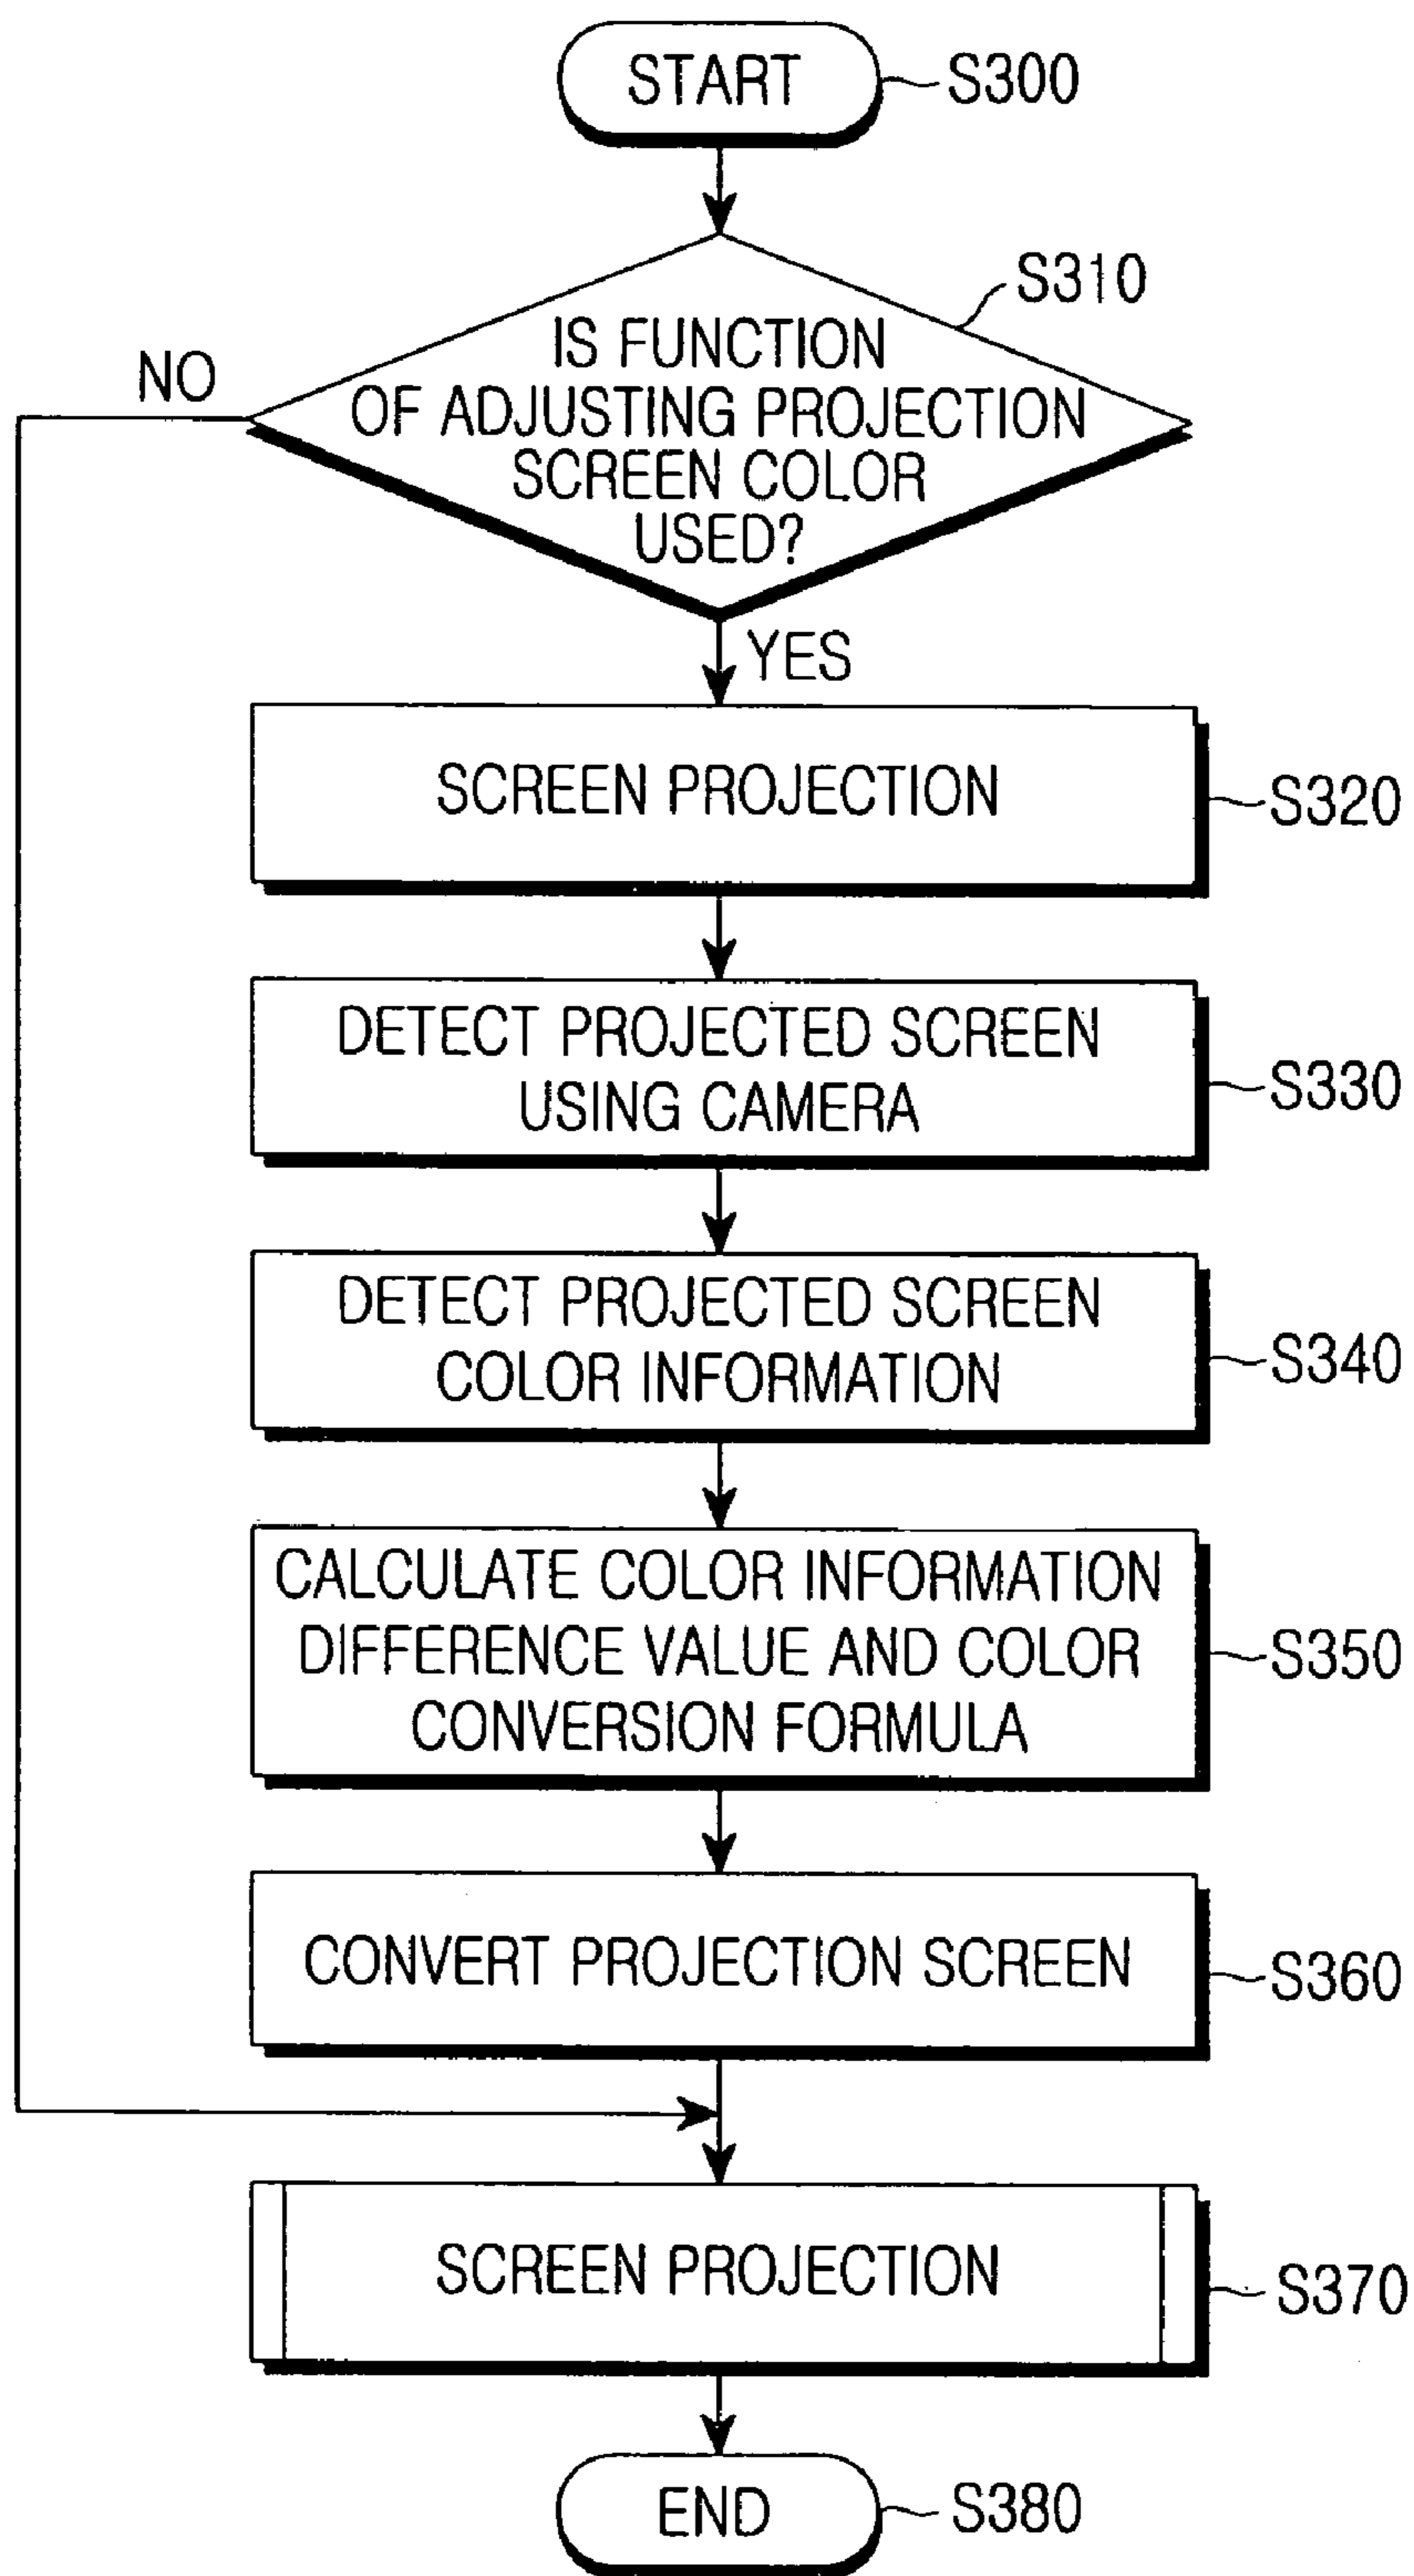 START
S300
S310
IS FUNCTION
OF ADJUSTING PROJECTION
SCREEN COLOR
USED?
NO
YES
SCREEN PROJECTION
S320
DETECT PROJECTED SCREEN
USING CAMERA
S330
DETECT PROJECTED SCREEN
COLOR INFORMATION
S340
CALCULATE COLOR INFORMATION
DIFFERENCE VALUE AND COLOR
CONVERSION FORMULA
S350
CONVERT PROJECTION SCREEN
S360
SCREEN PROJECTION
S370
END
S380